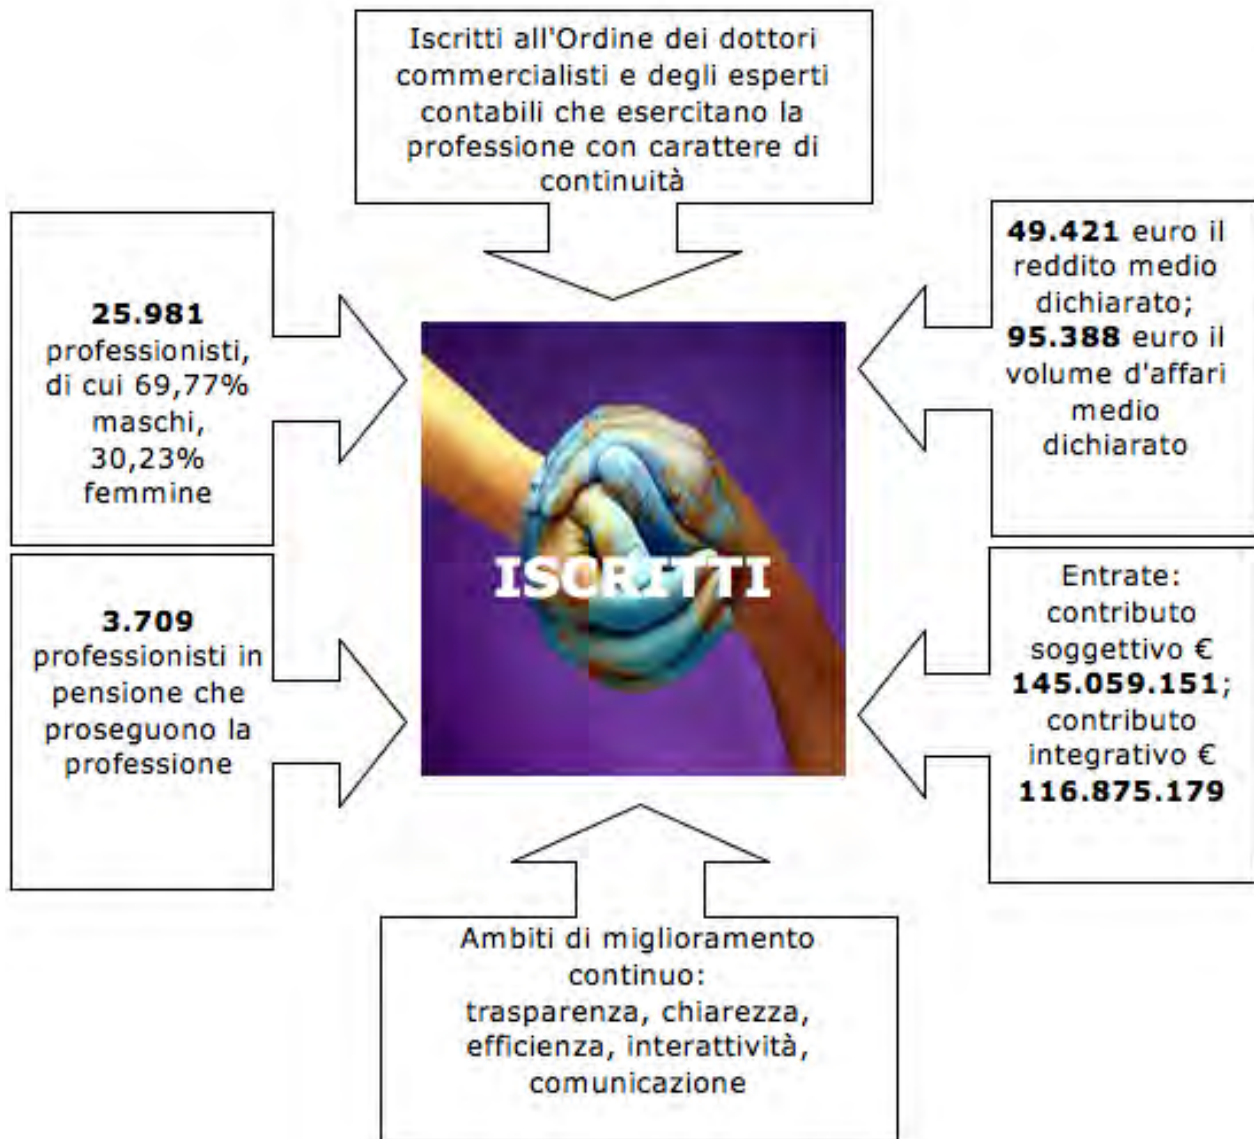 Iscritti all'Ordine dei dottori
commercialisti e degli esperti
contabili che esercitano la
professione con carattere di
continuità
25.981
professionisti,
di cui 69,77%
maschi,
30,23%
femmine
49.421 euro il
reddito medio
dichiarato;
95.388 euro il
volume d'affari
medio
dichiarato
ISCRITTI
3.709
professionisti in
pensione che
proseguono la
professione
Entrate:
contributo
soggettivo €
145.059.151;
contributo
integrativo €
116.875.179
Ambiti di miglioramento
continuo:
trasparenza, chiarezza,
efficienza, interattività,
comunicazione